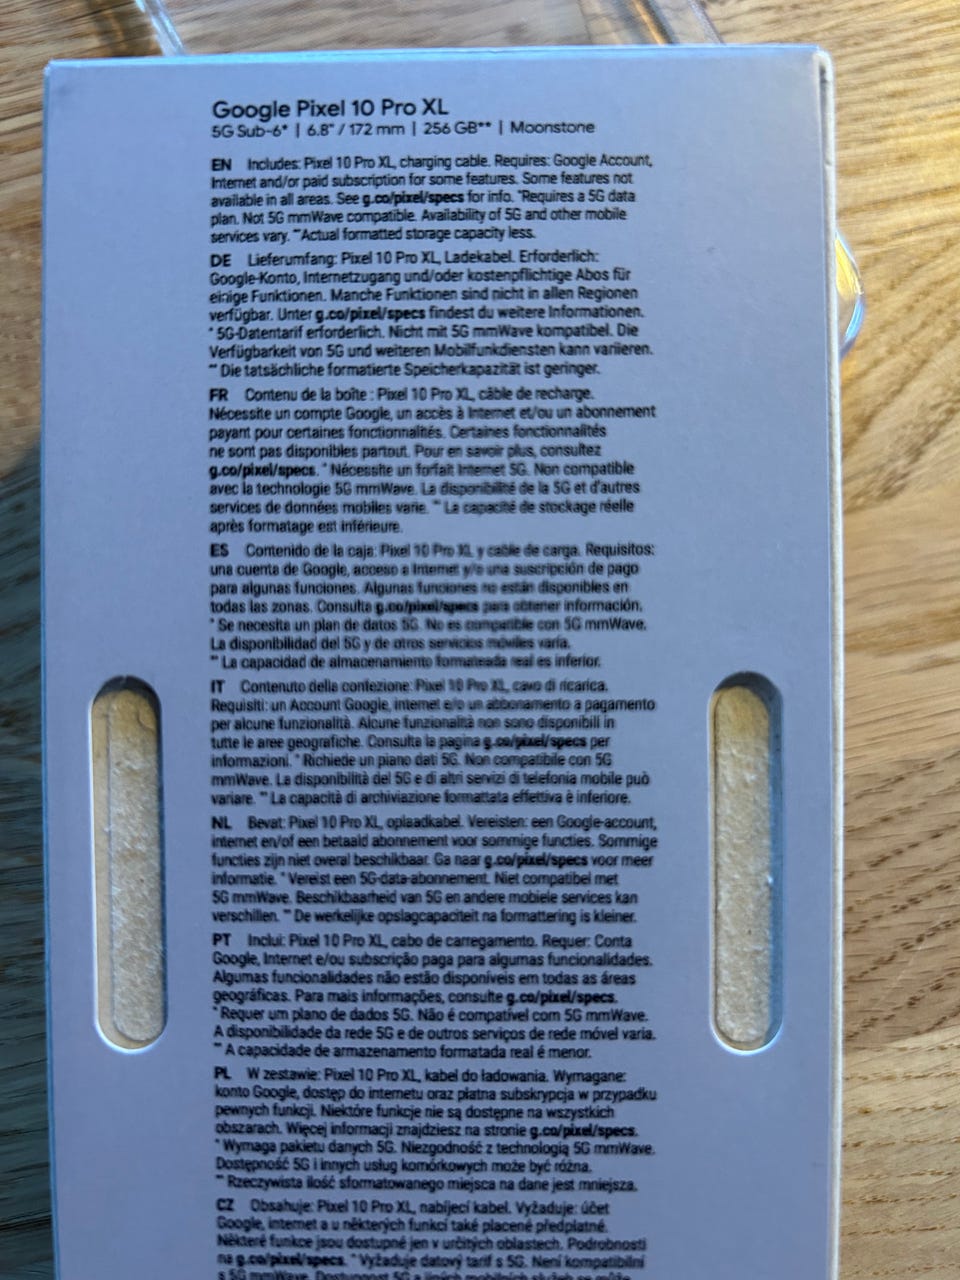 Google Pixel 10 Pro XL
5G Sub-6* | 6.8" / 172 mm | 256 GB** | Moonstone
EN Includes: Pixel 10 Pro XL, charging cable. Requires: Google Account,
Internet and/or paid subscription for some features. Some features not
available in all areas. See g.co/pixel/specs for info. *Requires a 5G data
plan. Not 5G mmWave compatible. Availability of 5G and other mobile
services vary. **Actual formatted storage capacity less.
DE Lieferumfang: Pixel 10 Pro XL, Ladekabel. Erforderlich:
Google-Konto, Internetzugang und/oder kostenpflichtige Abos für
einige Funktionen. Manche Funktionen sind nicht in allen Regionen
verfügbar. Unter g.co/pixel/specs findest du weitere Informationen.
* 5G-Datentarif erforderlich. Nicht mit 5G mmWave kompatibel. Die
Verfügbarkeit von 5G und weiteren Mobilfunkdiensten kann variieren.
** Die tatsächliche formatierte Speicherkapazität ist geringer.
FR Contenu de la boîte : Pixel 10 Pro XL, câble de recharge.
Nécessite un compte Google, un accès à Internet et/ou un abonnement
payant pour certaines fonctionnalités. Certaines fonctionnalités
ne sont pas disponibles partout. Pour en savoir plus, consultez
g.co/pixel/specs. * Nécessite un forfait Internet 5G. Non compatible
avec la technologie 5G mmWave. La disponibilité de la 5G et d'autres
services de données mobiles varie. ** La capacité de stockage réelle
après formatage est inférieure.
ES Contenido de la caja: Pixel 10 Pro XL y cable de carga. Requisitos:
una cuenta de Google, acceso a Internet y/o una suscripción de pago
para algunas funciones. Algunas funciones no están disponibles en
todas las zonas. Consulta g.co/pixel/specs para obtener información.
* Se necesita un plan de datos 5G. No es compatible con 5G mmWave.
La disponibilidad del 5G y de otros servicios móviles varía.
** La capacidad de almacenamiento formateada real es inferior.
IT Contenuto della confezione: Pixel 10 Pro XL, cavo di ricarica.
Requisiti: un Account Google, internet e/o un abbonamento a pagamento
per alcune funzionalità. Alcune funzionalità non sono disponibili in
tutte le aree geografiche. Consulta la pagina g.co/pixel/specs per
informazioni. * Richiede un piano dati 5G. Non compatibile con 5G
mmWave. La disponibilità del 5G e di altri servizi di telefonia mobile può
variare. ** La capacità di archiviazione formattata effettiva è inferiore.
NL Bevat: Pixel 10 Pro XL, oplaadkabel. Vereisten: een Google-account,
internet en/of een betaald abonnement voor sommige functies. Sommige
functies zijn niet overal beschikbaar. Ga naar g.co/pixel/specs voor meer
informatie. * Vereist een 5G-data-abonnement. Niet compatibel met
5G mmWave. Beschikbaarheid van 5G en andere mobiele services kan
verschillen. ** De werkelijke opslagcapaciteit na formattering is kleiner.
PT Inclui: Pixel 10 Pro XL, cabo de carregamento. Requer: Conta
Google, Internet e/ou subscrição paga para algumas funcionalidades.
Algumas funcionalidades não estão disponíveis em todas as áreas
geográficas. Para mais informações, consulte g.co/pixel/specs.
* Requer um plano de dados 5G. Não é compatível com 5G mmWave.
A disponibilidade da rede 5G e de outros serviços de rede móvel varia.
** A capacidade de armazenamento formatada real é menor.
PL W zestawie: Pixel 10 Pro XL, kabel do ładowania. Wymagane:
konto Google, dostęp do internetu oraz płatna subskrypcja w przypadku
pewnych funkcji. Niektóre funkcje nie są dostępne na wszystkich
obszarach. Więcej informacji znajdziesz na stronie g.co/pixel/specs.
* Wymaga pakietu danych 5G. Niezgodność z technologią 5G mmWave.
Dostępność 5G i innych usług komórkowych może być różna.
** Rzeczywista ilość sformatowanego miejsca na dane jest mniejsza.
CZ Obsahuje: Pixel 10 Pro XL, nabíjecí kabel. Vyžaduje: účet
Google, internet a u některých funkcí také placené předplatné.
Některé funkce jsou dostupné jen v určitých oblastech. Podrobnosti
na g.co/pixel/specs. * Vyžaduje datový tarif s 5G. Není kompatibilní
s 5G mmWave. Dostupnost 5G a jiných mobilních služeb se může